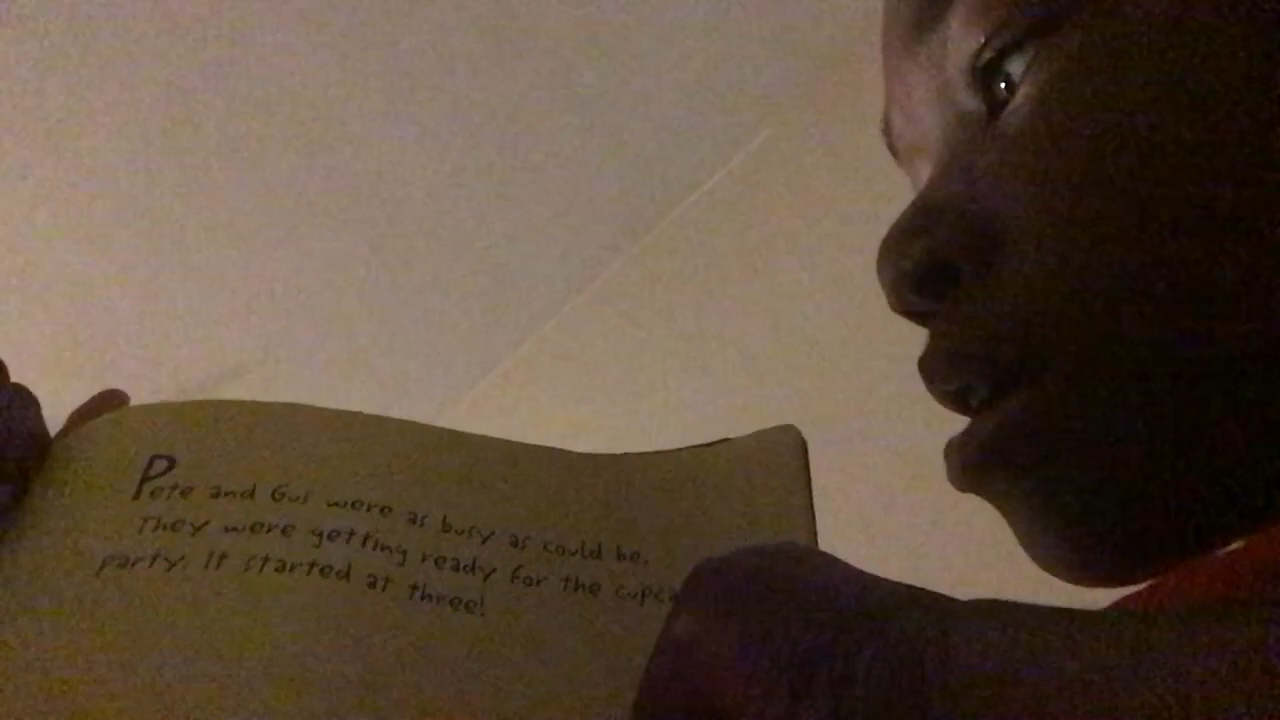 Pete and Gus were as busy as could be.
They were getting ready for the
party. It started at three!